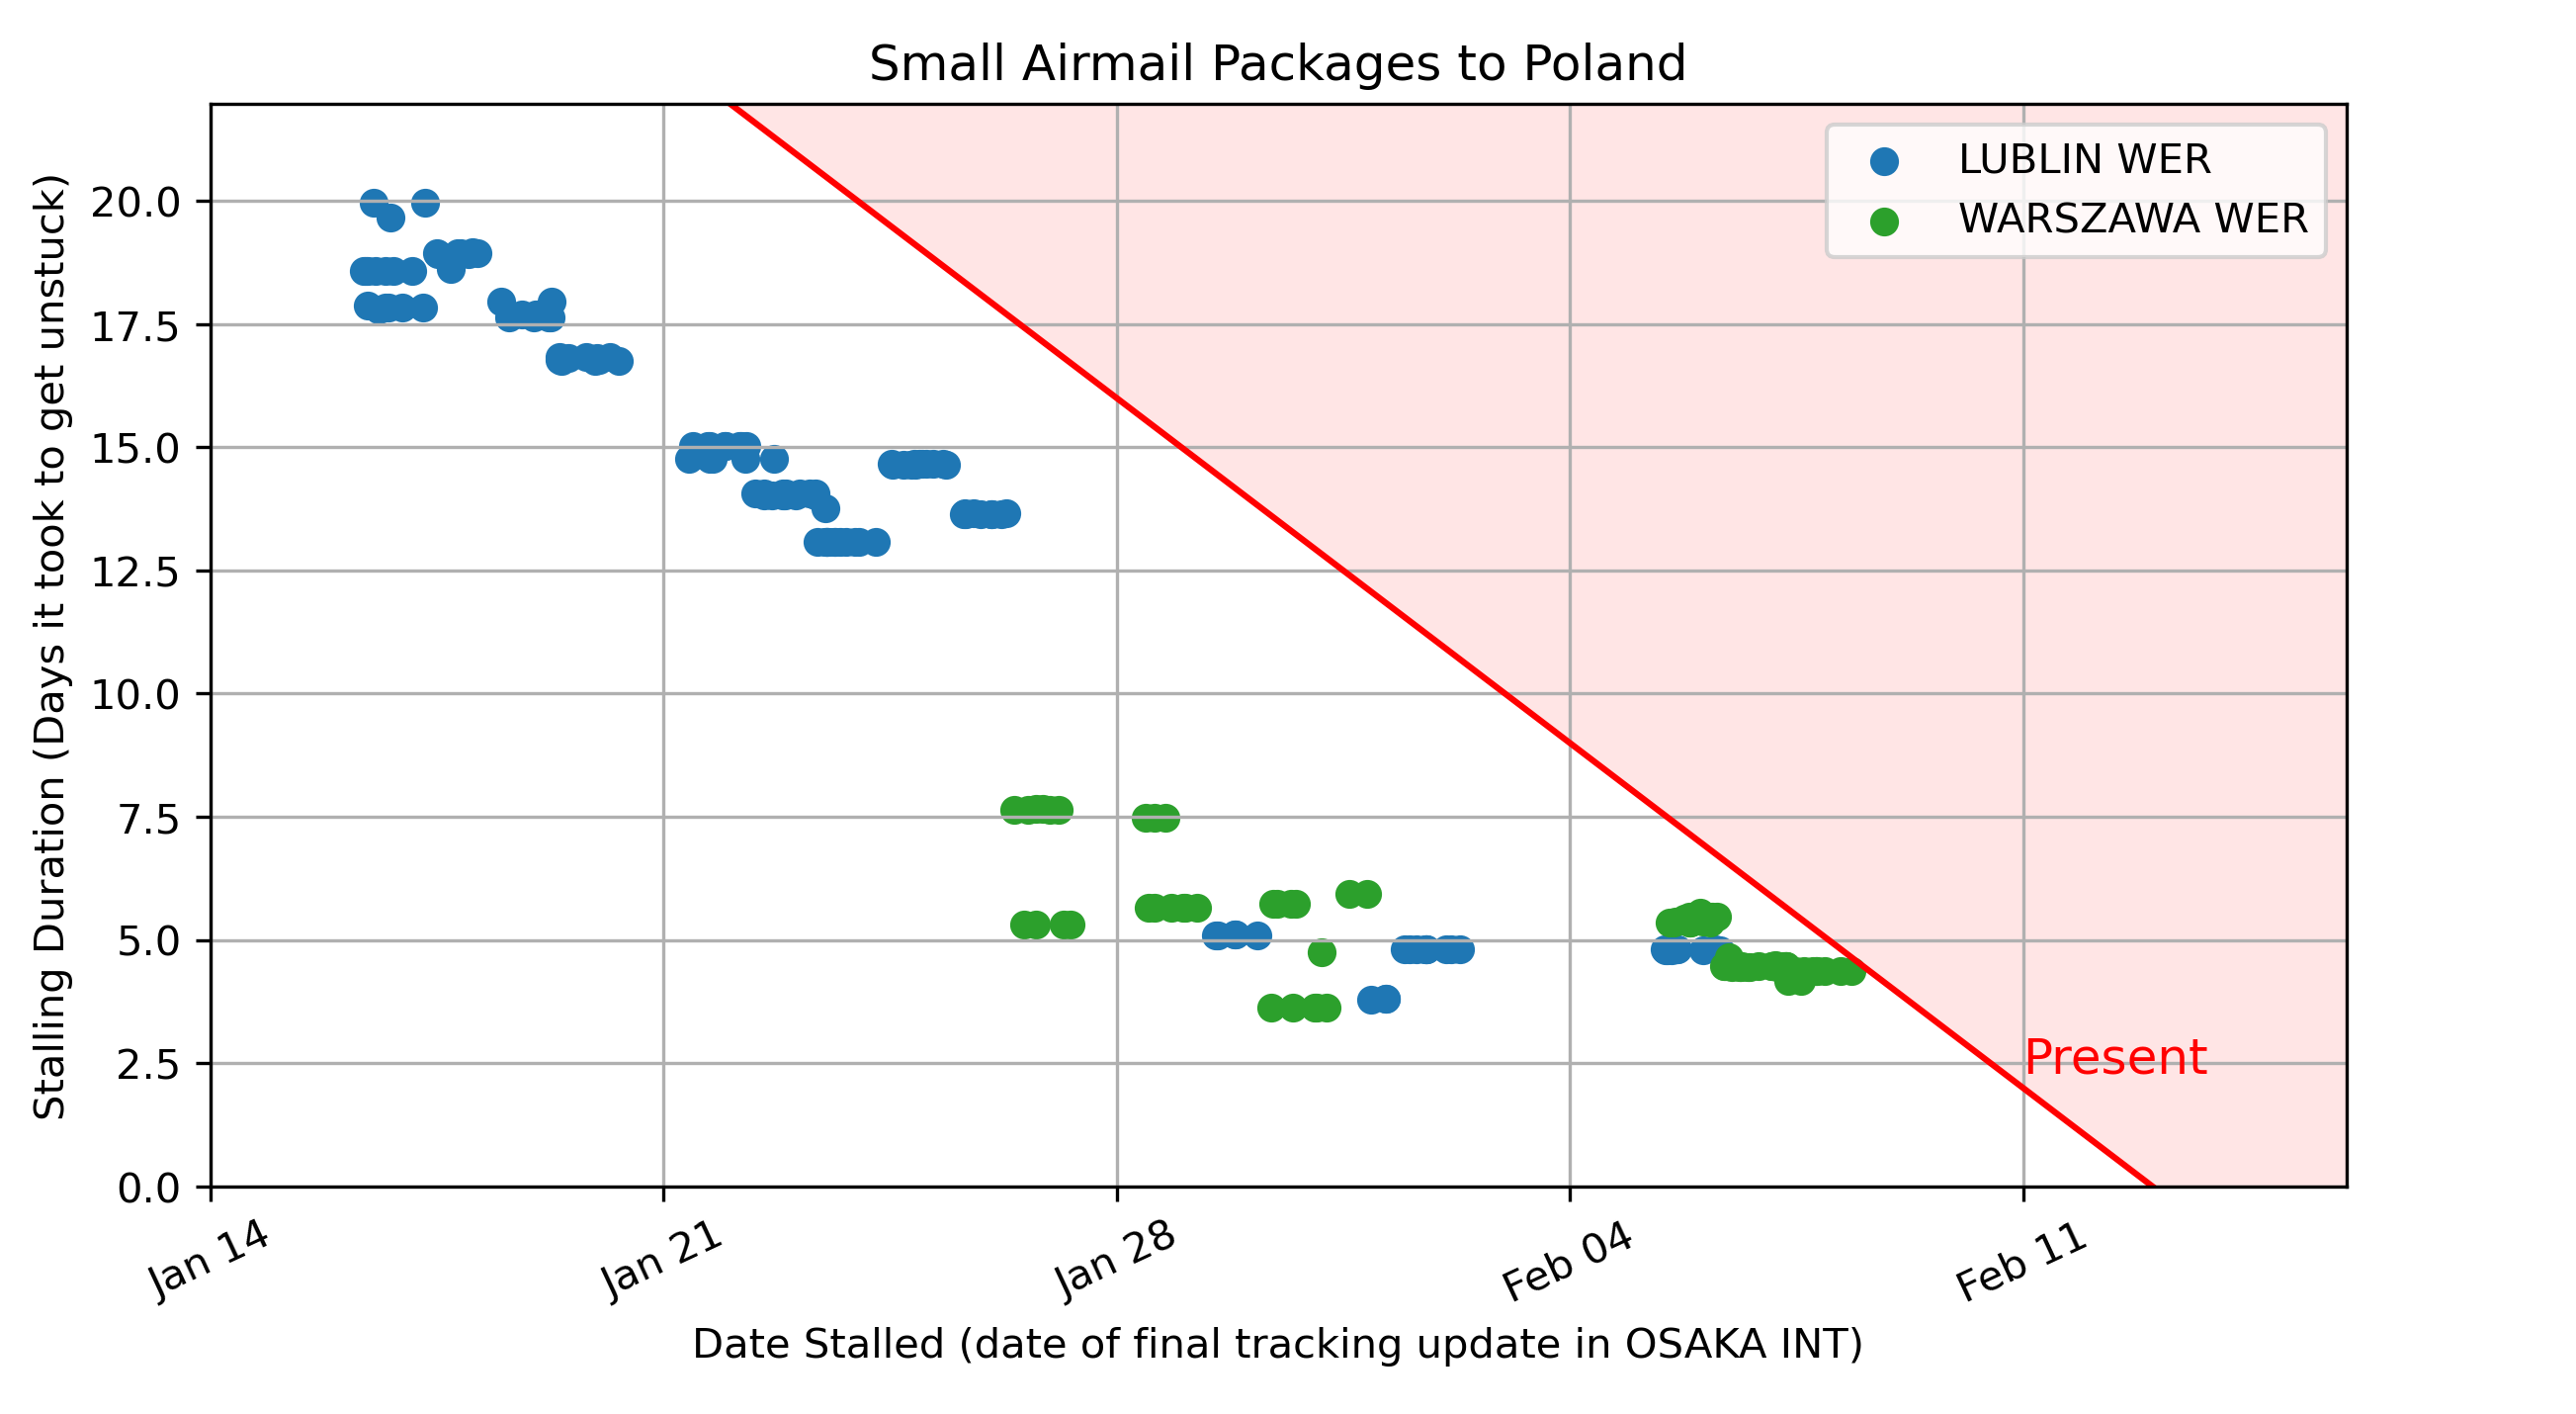 Small Airmail Packages to Poland
Stalling Duration (Days it took to get unstuck)
20.0
17.5
15.0
12.5
10.0
7.5
5.0
2.5
0.0
LUBLIN WER
WARSZAWA WER
Present
Jan 14
Jan 21
Jan 28
Feb 04
Feb 11
Date Stalled (date of final tracking update in OSAKA INT)